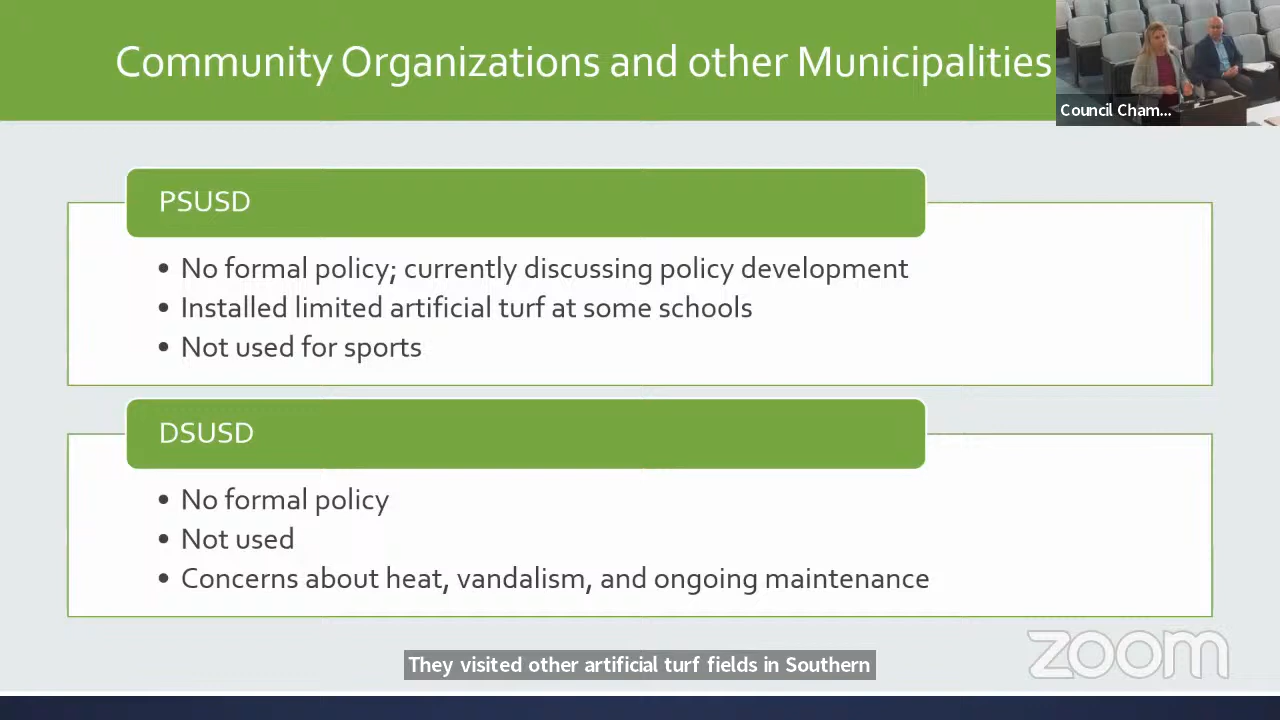 Community Organizations and other Municipalities
Council Cham...
PSUSD
• No formal policy; currently discussing policy development
• Installed limited artificial turf at some schools
• Not used for sports
DSUSD
• No formal policy
• Not used
• Concerns about heat, vandalism, and ongoing maintenance
They visited other artificial turf fields in Southern
zoom